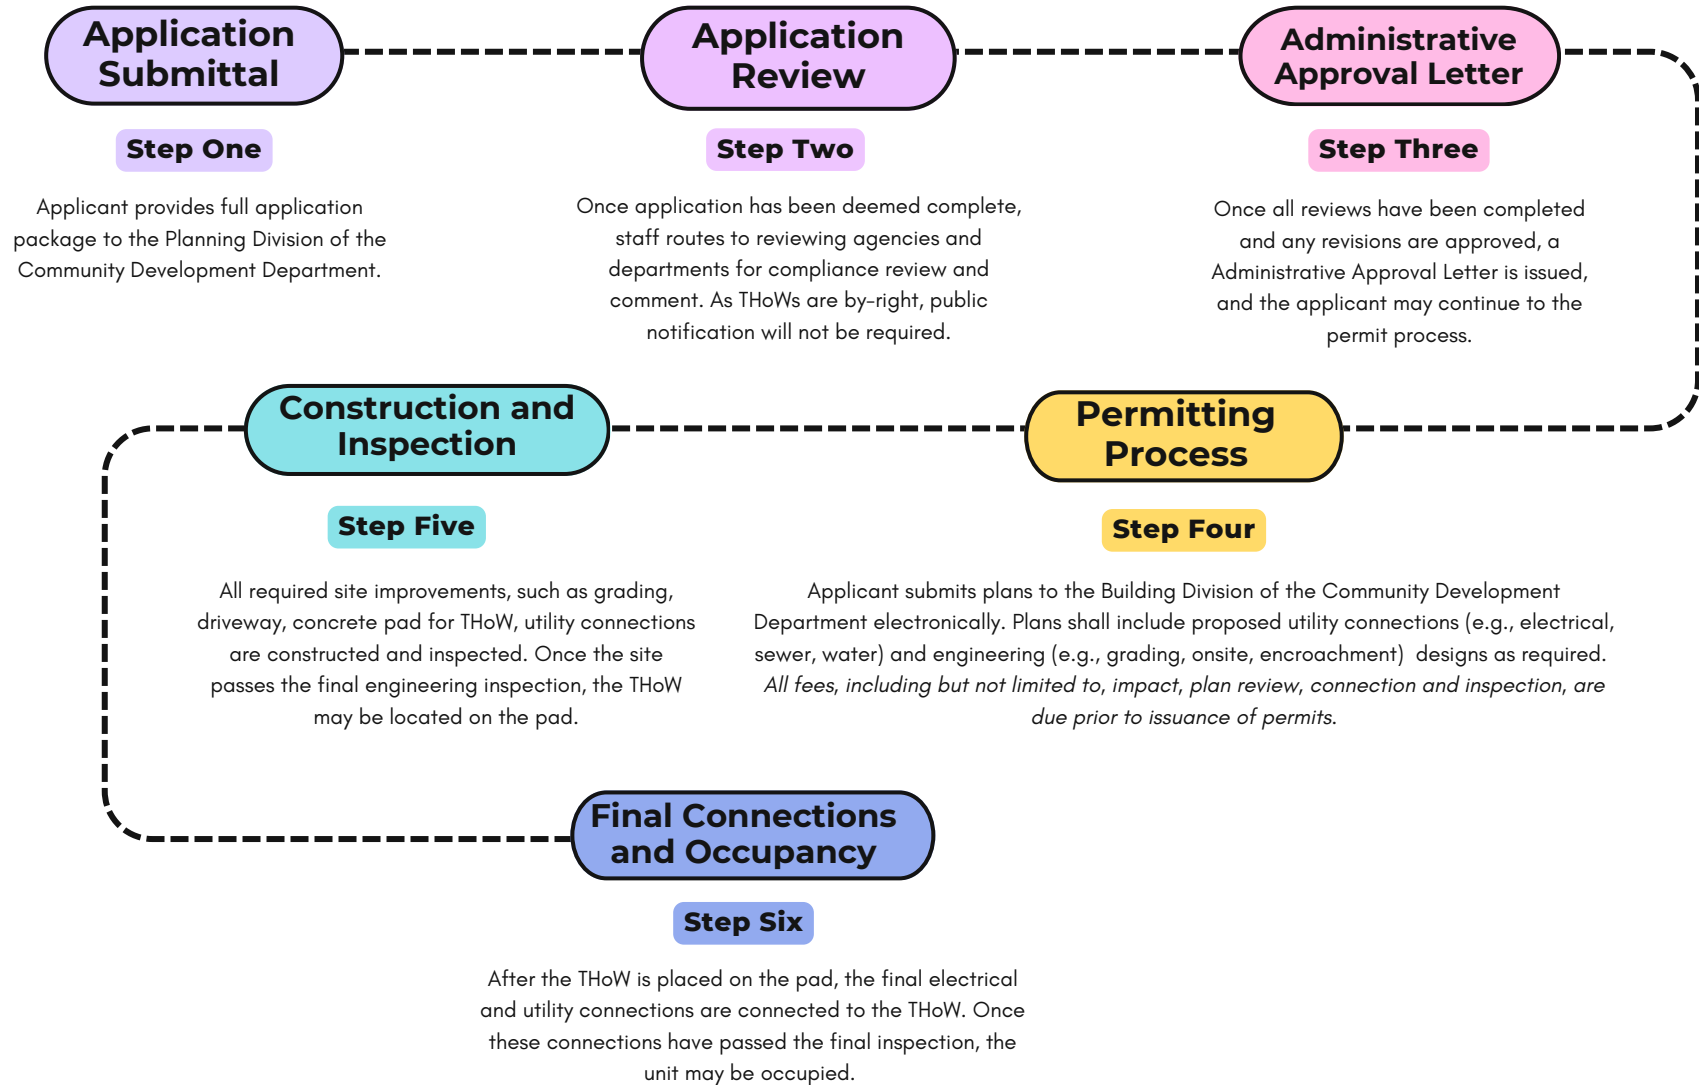 Application
Submittal
Step One
Applicant provides full application
package to the Planning Division of the
Community Development Department.
Application
Review
Step Two
Once application has been deemed complete,
staff routes to reviewing agencies and
departments for compliance review and
comment. As THoWs are by-right, public
notification will not be required.
Administrative
Approval Letter
Step Three
Once all reviews have been completed
and any revisions are approved, a
Administrative Approval Letter is issued,
and the applicant may continue to the
permit process.
Permitting
Process
Step Four
Applicant submits plans to the Building Division of the Community Development
Department electronically. Plans shall include proposed utility connections (e.g., electrical,
sewer, water) and engineering (e.g., grading, onsite, encroachment) designs as required.
All fees, including but not limited to, impact, plan review, connection and inspection, are
due prior to issuance of permits.
Construction and
Inspection
Step Five
All required site improvements, such as grading,
driveway, concrete pad for THoW, utility connections
are constructed and inspected. Once the site
passes the final engineering inspection, the THoW
may be located on the pad.
Final Connections
and Occupancy
Step Six
After the THoW is placed on the pad, the final electrical
and utility connections are connected to the THoW. Once
these connections have passed the final inspection, the
unit may be occupied.